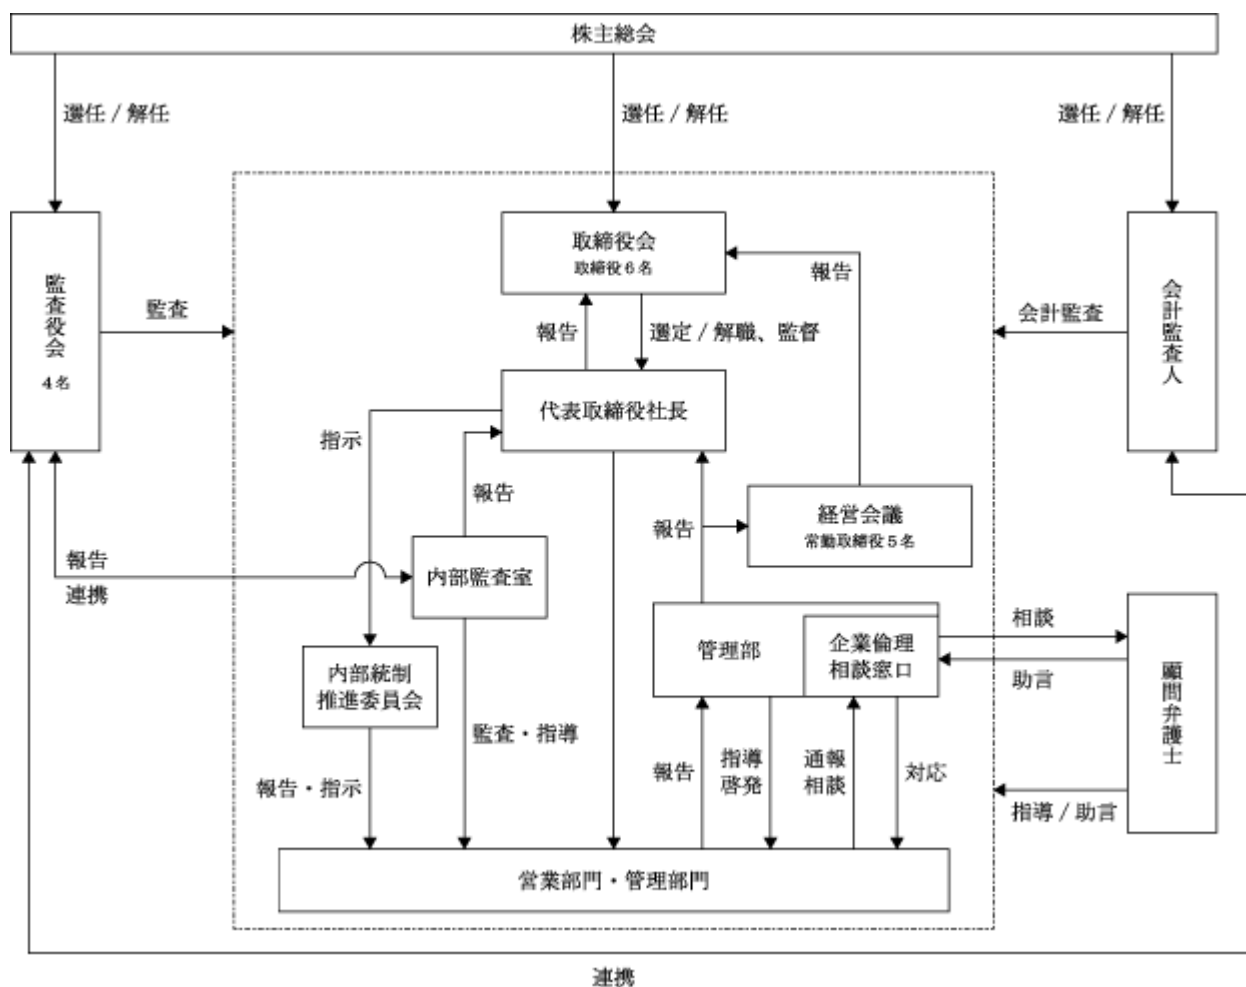 株主総会
選任 / 解任
選任 / 解任
選任 / 解任
監査役会
4名
監査
取締役会
取締役6名
報告
会計監査
会計監査人
報告
選定 / 解職、監督
代表取締役社長
指示
報告
経営会議
常勤取締役5名
報告
報告
連携
内部監査室
管理部
企業倫理
相談窓口
相談
助言
顧問弁護士
内部統制
推進委員会
監査・指導
報告・指示
報告
指導
啓発
通報
相談
対応
指導 / 助言
営業部門・管理部門
連携